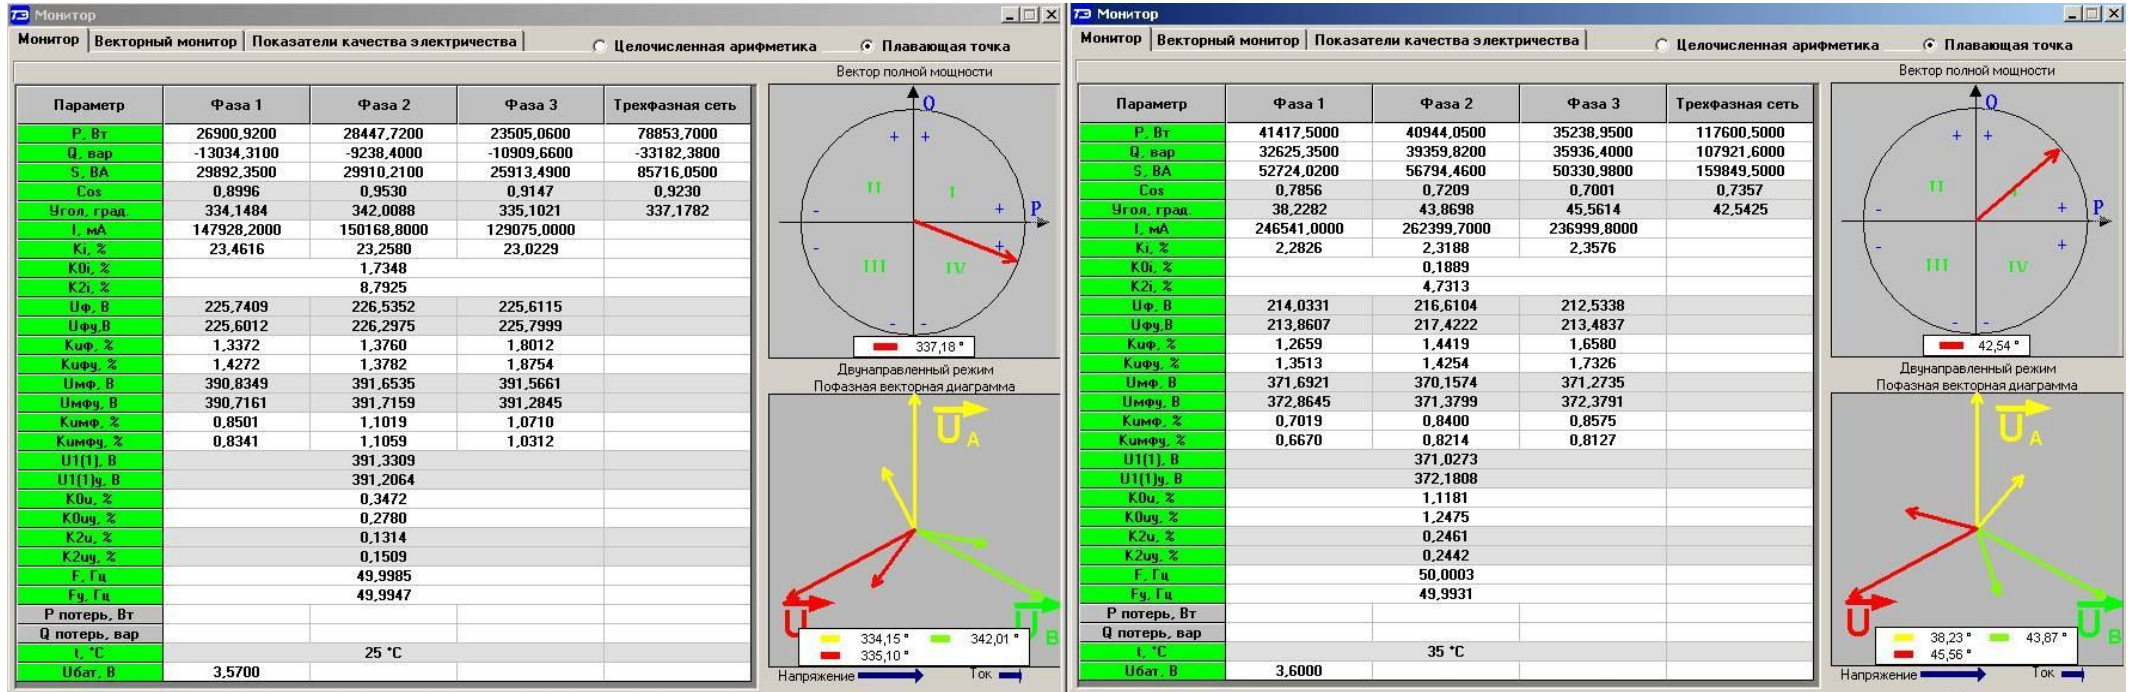 ТЭ Монитор
Монитор Векторный монитор Показатели качества электричества Целочисленная арифметика Плавающая точка
Вектор полной мощности
Параметр Фаза 1 Фаза 2 Фаза 3 Трехфазная сеть
P, Вт 26900,9200 28447,7200 23505,0600 78853,7000
Q, вар -13034,3100 -9238,4000 -10909,6600 -33182,3800
S, ВА 29892,3500 29910,2100 25913,4900 85716,0500
Cos 0,8996 0,9530 0,9147 0,9230
Угол, град. 334,1484 342,0088 335,1021 337,1782
I, мА 147928,2000 150168,8000 129075,0000
Ki, % 23,4616 23,2580 23,0229
K0i, % 1,7348
K2i, % 8,7925
Uф, В 225,7409 226,5352 225,6115
Uфу,В 225,6012 226,2975 225,7999
Kuф, % 1,3372 1,3760 1,8012
Kuфу, % 1,4272 1,3782 1,8754
Uмф, В 390,8349 391,6535 391,5661
Uмфу, В 390,7161 391,7159 391,2845
Kuмф, % 0,8501 1,1019 1,0710
Kuмфу, % 0,8341 1,1059 1,0312
U1(1), В 391,3309
U1(1)у, В 391,2064
K0u, % 0,3472
K0uу, % 0,2780
K2u, % 0,1314
K2uу, % 0,1509
F, Гц 49,9985
Fу, Гц 49,9947
P потерь, Вт
Q потерь, вар
t, °C 25 °C
Uбат, В 3,5700
Q
+ +
II I
- + P
- +
III IV
- -
337,18 °
Двунаправленный режим
Пофазная векторная диаграмма
U A
U
U B
334,15 ° 342,01 °
335,10 °
Напряжение Ток
ТЭ Монитор
Монитор Векторный монитор Показатели качества электричества Целочисленная арифметика Плавающая точка
Вектор полной мощности
Параметр Фаза 1 Фаза 2 Фаза 3 Трехфазная сеть
P, Вт 41417,5000 40944,0500 35238,9500 117600,5000
Q, вар 32625,3500 39359,8200 35936,4000 107921,6000
S, ВА 52724,0200 56794,4600 50330,9800 159849,5000
Cos 0,7856 0,7209 0,7001 0,7357
Угол, град. 38,2282 43,8698 45,5614 42,5425
I, мА 246541,0000 262399,7000 236999,8000
Ki, % 2,2826 2,3188 2,3576
K0i, % 0,1889
K2i, % 4,7313
Uф, В 214,0331 216,6104 212,5338
Uфу,В 213,8607 217,4222 213,4837
Kuф, % 1,2659 1,4419 1,6580
Kuфу, % 1,3513 1,4254 1,7326
Uмф, В 371,6921 370,1574 371,2735
Uмфу, В 372,8645 371,3799 372,3791
Kuмф, % 0,7019 0,8400 0,8575
Kuмфу, % 0,6670 0,8214 0,8127
U1(1), В 371,0273
U1(1)у, В 372,1808
K0u, % 1,1181
K0uу, % 1,2475
K2u, % 0,2461
K2uу, % 0,2442
F, Гц 50,0003
Fу, Гц 49,9931
P потерь, Вт
Q потерь, вар
t, °C 35 °C
Uбат, В 3,6000
Q
+ +
II I
- + P
- +
III IV
- -
42,54 °
Двунаправленный режим
Пофазная векторная диаграмма
U A
U
U B
38,23 ° 43,87 °
45,56 °
Напряжение Ток